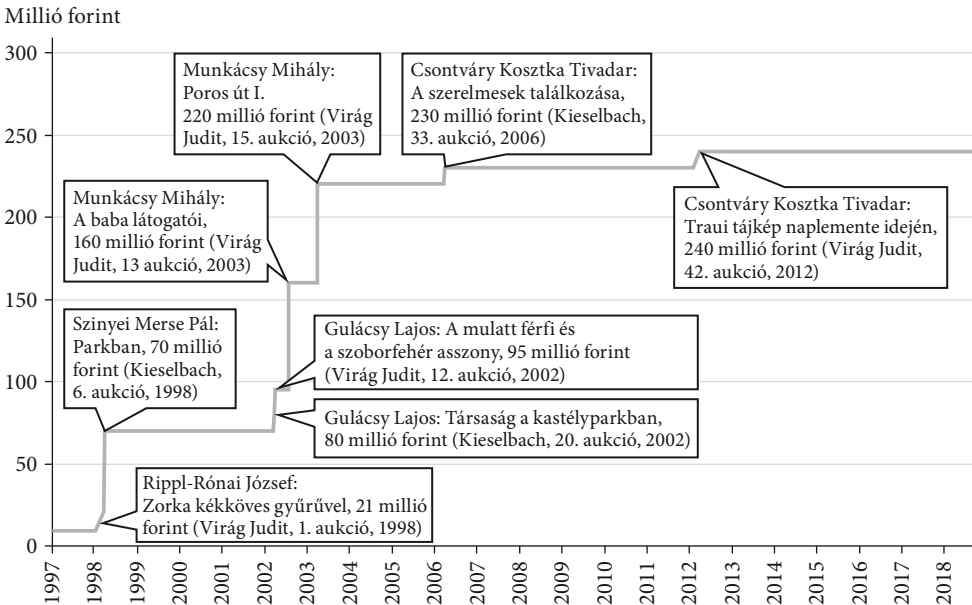 Millió forint
300
250
200
150
100
50
0
Munkácsy Mihály:
Poros út I.
220 millió forint (Virág
Judit, 15. aukció, 2003)
Csontváry Kosztka Tivadar:
A szerelmesek találkozása,
230 millió forint (Kieselbach,
33. aukció, 2006)
Munkácsy Mihály:
A baba látogatói,
160 millió forint (Virág
Judit, 13 aukció, 2003)
Csontváry Kosztka Tivadar:
Traui tájkép naplemente idején,
240 millió forint (Virág Judit,
42. aukció, 2012)
Szinyei Merse Pál:
Parkban, 70 millió
forint (Kieselbach,
6. aukció, 1998)
Gulácsy Lajos: A mulatt férfi és
a szoborfehér asszony, 95 millió forint
(Virág Judit, 12. aukció, 2002)
Gulácsy Lajos: Társaság a kastélyparkban,
80 millió forint (Kieselbach, 20. aukció, 2002)
Rippl-Rónai József:
Zorka kékköves gyűrűvel, 21 millió
forint (Virág Judit, 1. aukció, 1998)
1997
1998
1999
2000
2001
2002
2003
2004
2005
2006
2007
2008
2009
2010
2011
2012
2013
2014
2015
2016
2017
2018